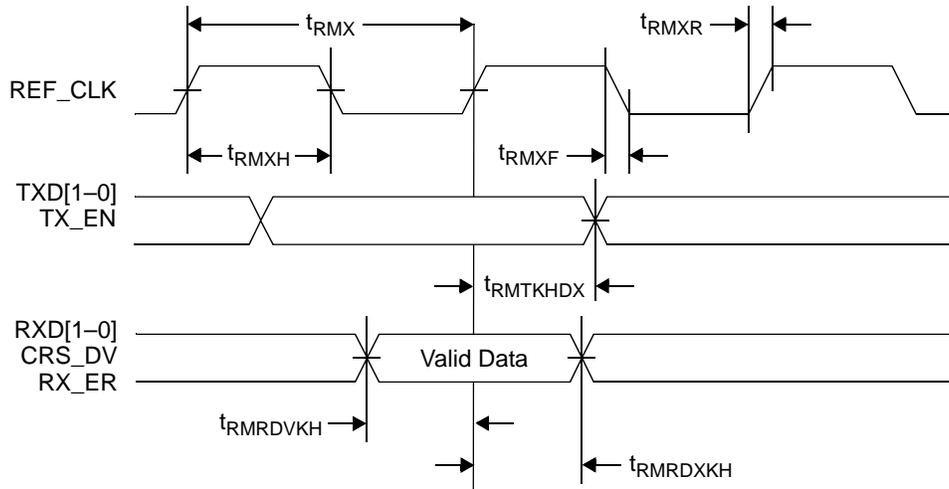 tRMX
tRMXR
REF_CLK
tRMXH
tRMXF
TXD[1–0]
TX_EN
tRMTKHDX
RXD[1–0]
CRS_DV
RX_ER
Valid Data
tRMRDVKH
tRMRDXKH